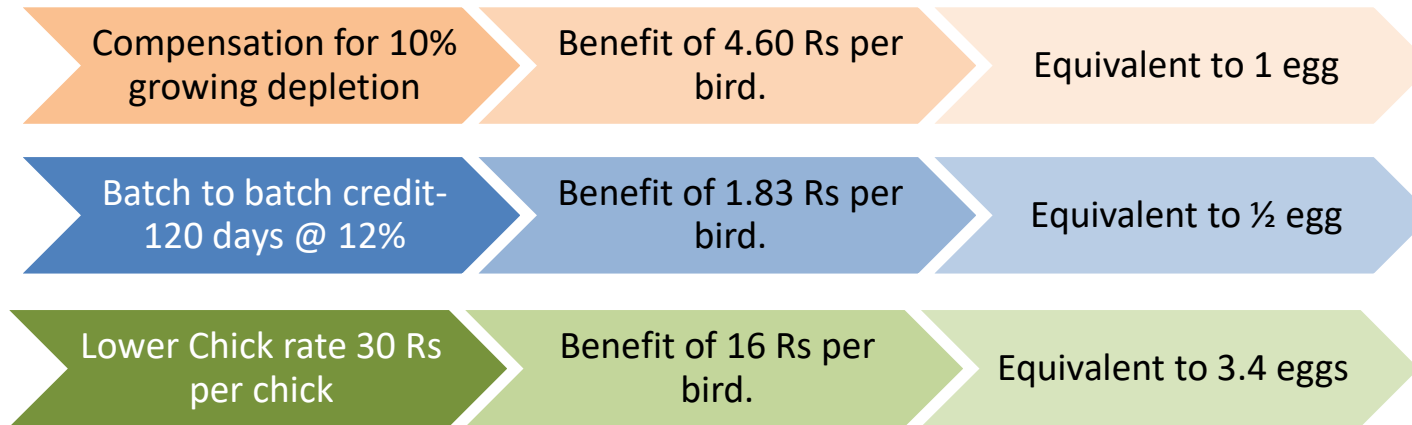 Compensation for 10%
growing depletion
Benefit of 4.60 Rs per
bird.
Equivalent to 1 egg
Batch to batch credit-
120 days @ 12%
Benefit of 1.83 Rs per
bird.
Equivalent to ½ egg
Lower Chick rate 30 Rs
per chick
Benefit of 16 Rs per
bird.
Equivalent to 3.4 eggs